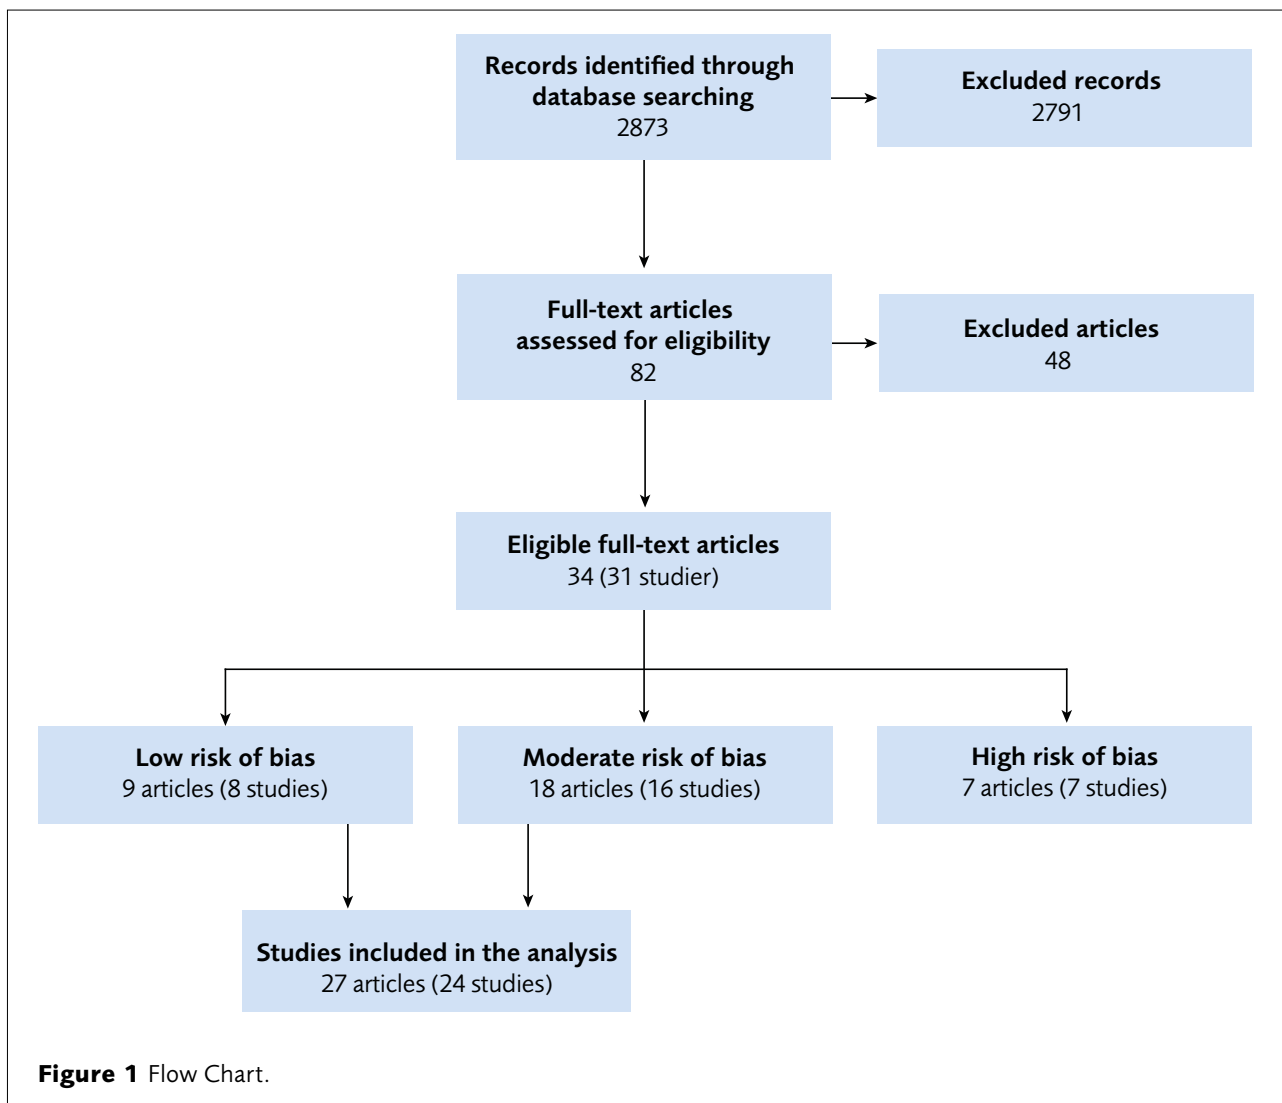 Records identified through
database searching
2873
Excluded records
2791
Full-text articles
assessed for eligibility
82
Excluded articles
48
Eligible full-text articles
34 (31 studier)
Low risk of bias
9 articles (8 studies)
Moderate risk of bias
18 articles (16 studies)
High risk of bias
7 articles (7 studies)
Studies included in the analysis
27 articles (24 studies)
Figure 1 Flow Chart.